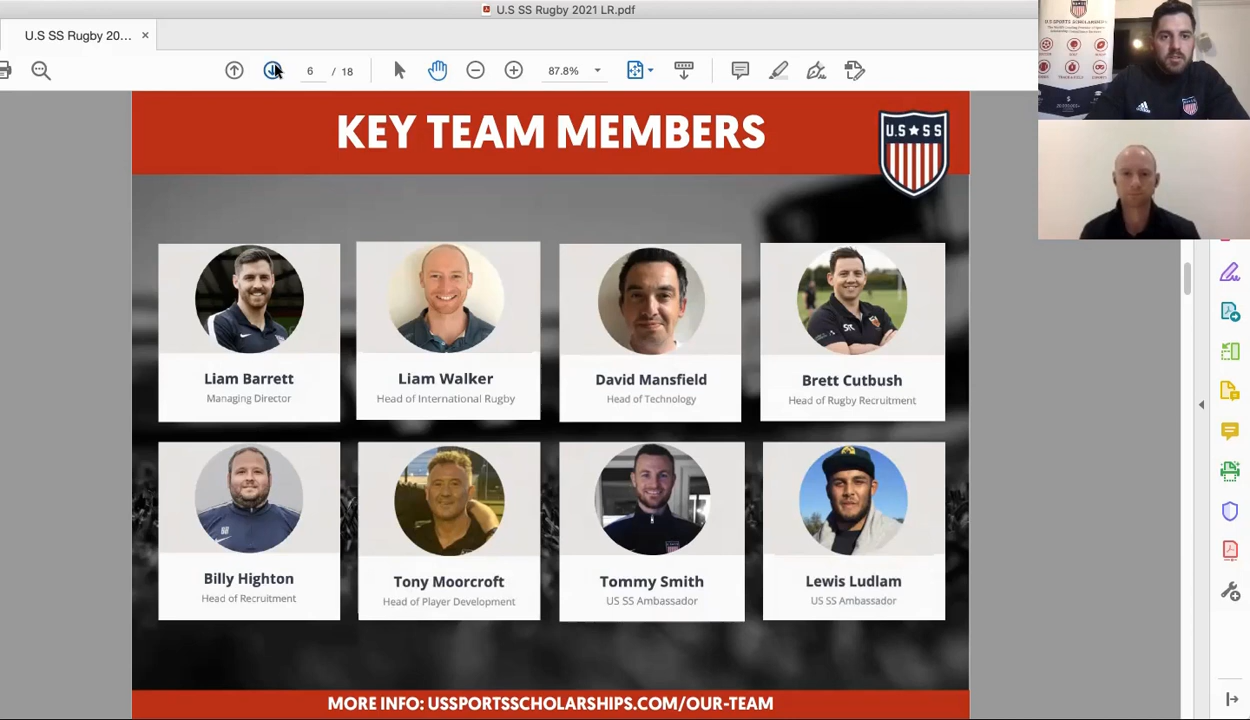 U.S SS Rugby 2021 LR.pdf
U.S SS Rugby 20... ×
6 / 18
87.8%
KEY TEAM MEMBERS
U.S★SS
Liam Barrett
Managing Director
Liam Walker
Head of International Rugby
David Mansfield
Head of Technology
Brett Cutbush
Head of Rugby Recruitment
Billy Highton
Head of Recruitment
Tony Moorcroft
Head of Player Development
Tommy Smith
US SS Ambassador
Lewis Ludlam
US SS Ambassador
MORE INFO: USSPORTSSCHOLARSHIPS.COM/OUR-TEAM
U.S SPORTS SCHOLARSHIPS